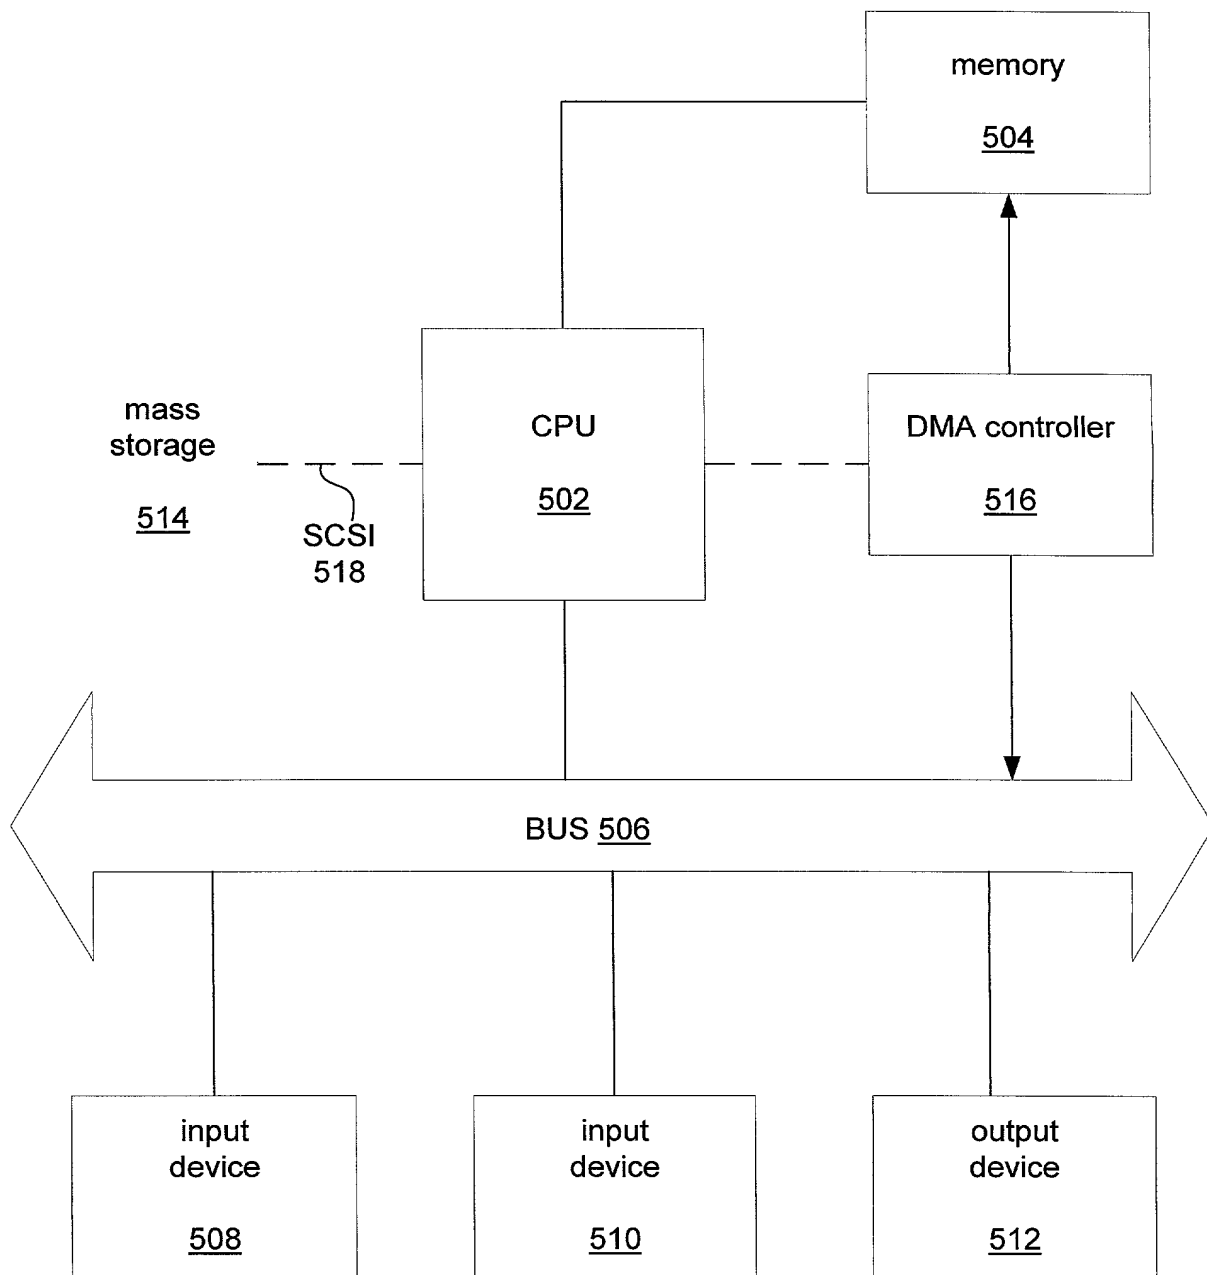 memory
504
mass
storage
514
SCSI
518
CPU
502
DMA controller
516
BUS 506
input
device
508
input
device
510
output
device
512